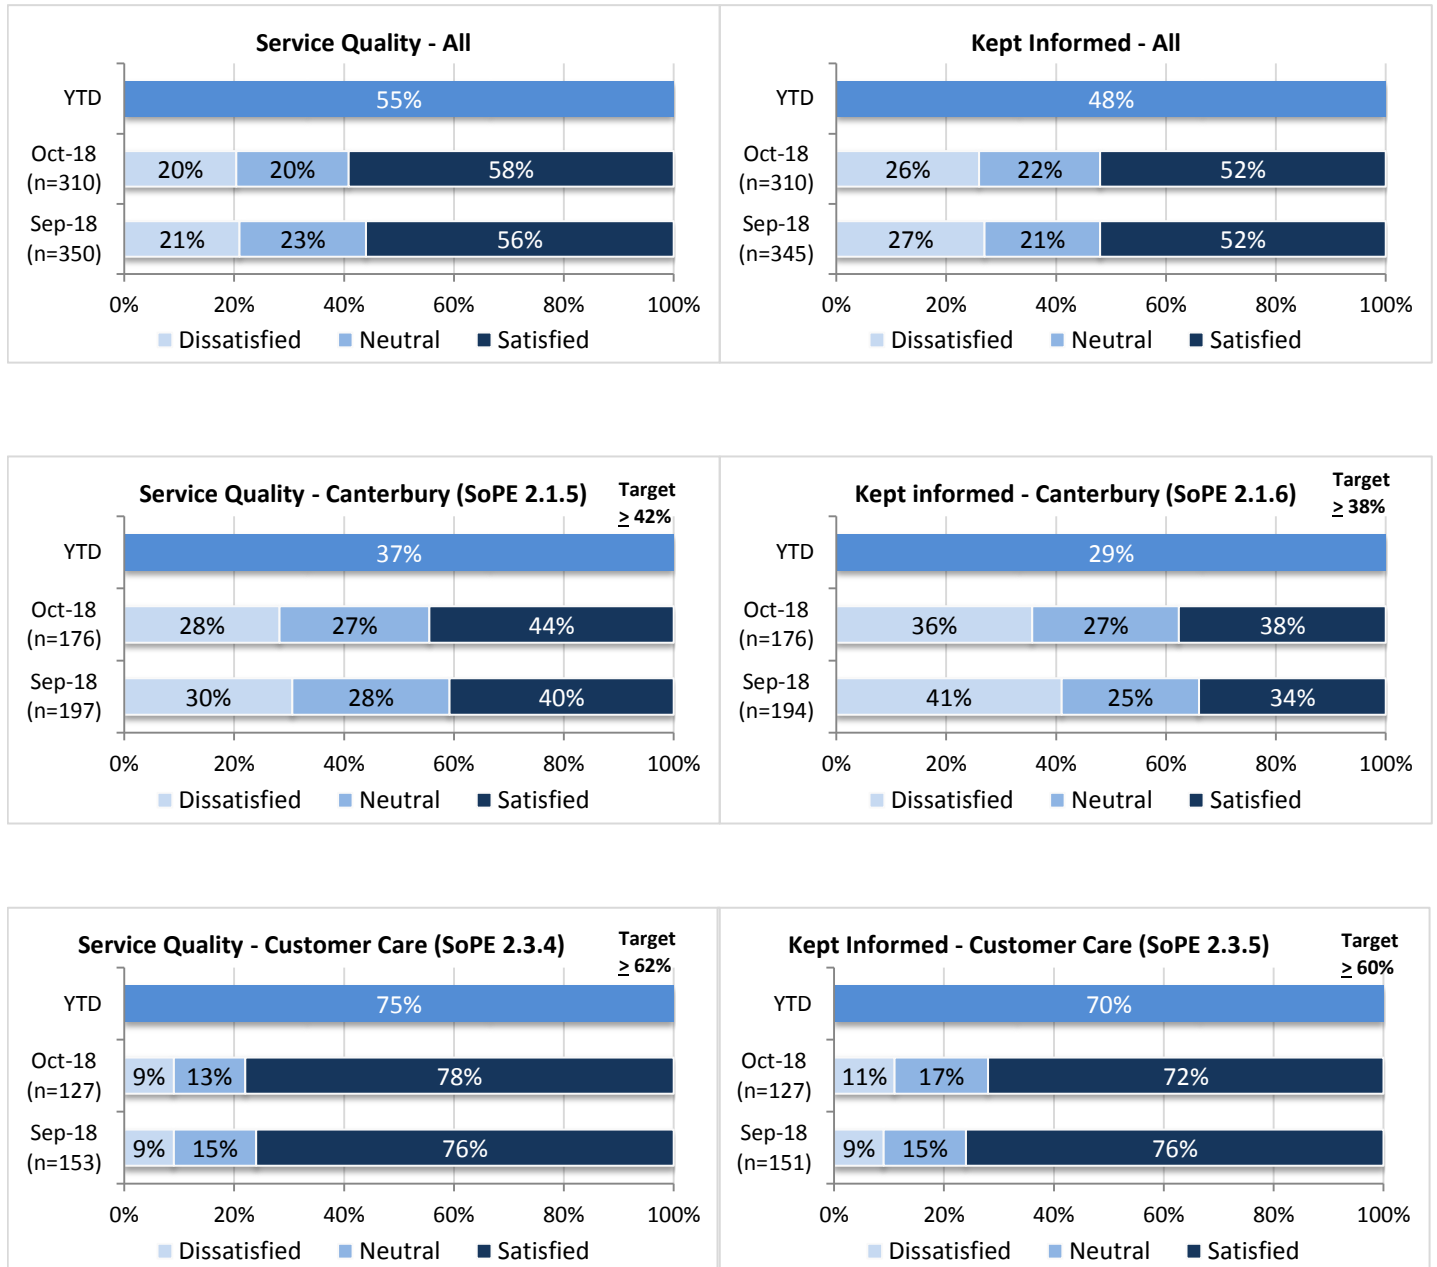 Service Quality - All
YTD
55%
Oct-18
(n=310)
20% 20% 58%
Sep-18
(n=350)
21% 23% 56%
0% 20% 40% 60% 80% 100%
Dissatisfied Neutral Satisfied
Kept Informed - All
YTD
48%
Oct-18
(n=310)
26% 22% 52%
Sep-18
(n=345)
27% 21% 52%
0% 20% 40% 60% 80% 100%
Dissatisfied Neutral Satisfied
Service Quality - Canterbury (SoPE 2.1.5)
Target
≥ 42%
YTD
37%
Oct-18
(n=176)
28% 27% 44%
Sep-18
(n=197)
30% 28% 40%
0% 20% 40% 60% 80% 100%
Dissatisfied Neutral Satisfied
Kept informed - Canterbury (SoPE 2.1.6)
Target
≥ 38%
YTD
29%
Oct-18
(n=176)
36% 27% 38%
Sep-18
(n=194)
41% 25% 34%
0% 20% 40% 60% 80% 100%
Dissatisfied Neutral Satisfied
Service Quality - Customer Care (SoPE 2.3.4)
Target
≥ 62%
YTD
75%
Oct-18
(n=127)
9% 13% 78%
Sep-18
(n=153)
9% 15% 76%
0% 20% 40% 60% 80% 100%
Dissatisfied Neutral Satisfied
Kept Informed - Customer Care (SoPE 2.3.5)
Target
≥ 60%
YTD
70%
Oct-18
(n=127)
11% 17% 72%
Sep-18
(n=151)
9% 15% 76%
0% 20% 40% 60% 80% 100%
Dissatisfied Neutral Satisfied